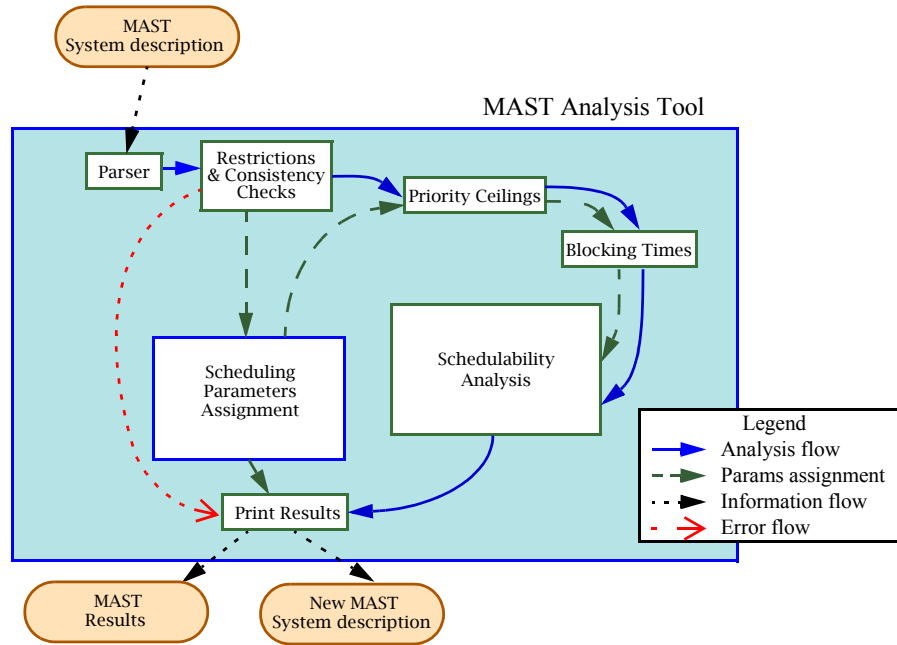 MAST
System description
MAST Analysis Tool
Parser
Restrictions
& Consistency
Checks
Priority Ceilings
Blocking Times
Scheduling
Parameters
Assignment
Schedulability
Analysis
Legend
Analysis flow
Params assignment
Information flow
Error flow
Print Results
MAST
Results
New MAST
System description